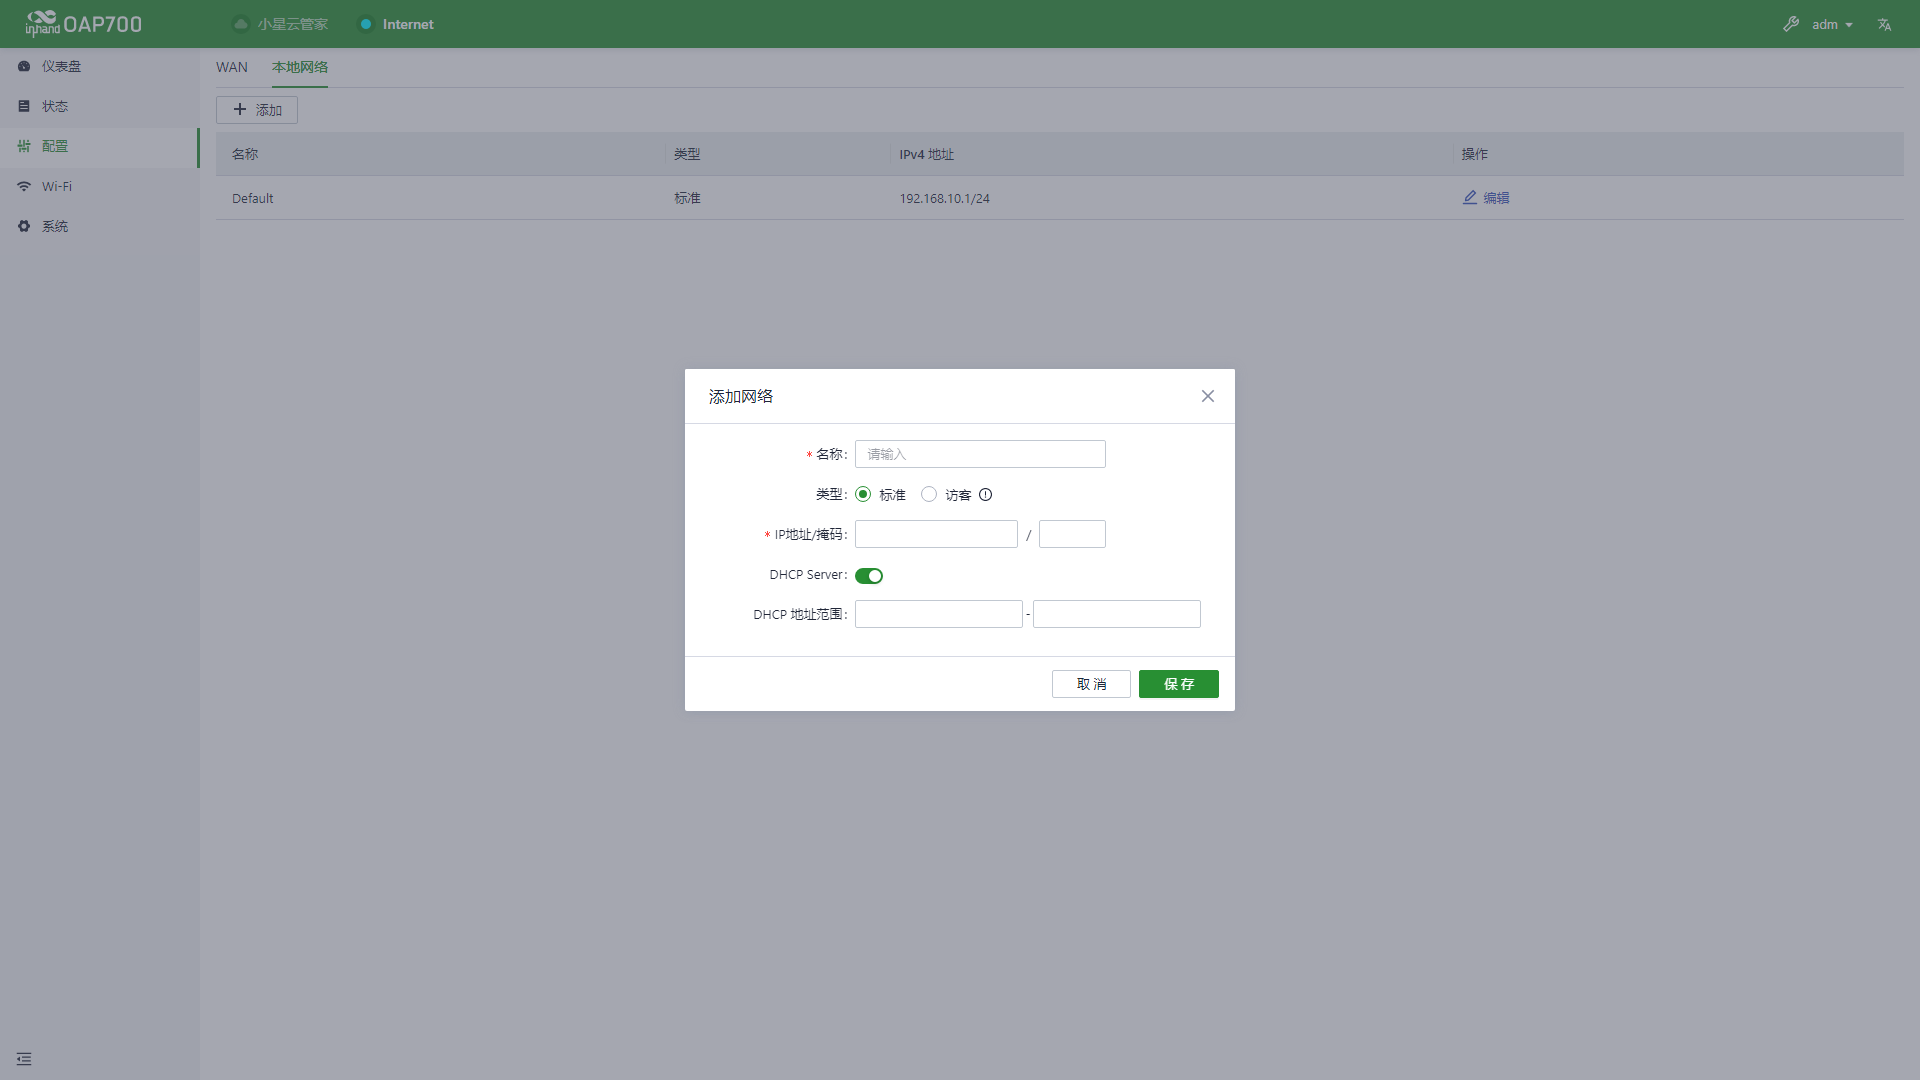 inhand OAP700
小星云管家
Internet
adm
仪表盘
状态
配置
Wi-Fi
系统
WAN
本地网络
添加
名称
类型
IPv4 地址
操作
Default
标准
192.168.10.1/24
编辑
添加网络
* 名称:
请输入
类型:
标准
访客
* IP地址/掩码:
/
DHCP Server:
DHCP 地址范围:
-
取 消
保 存